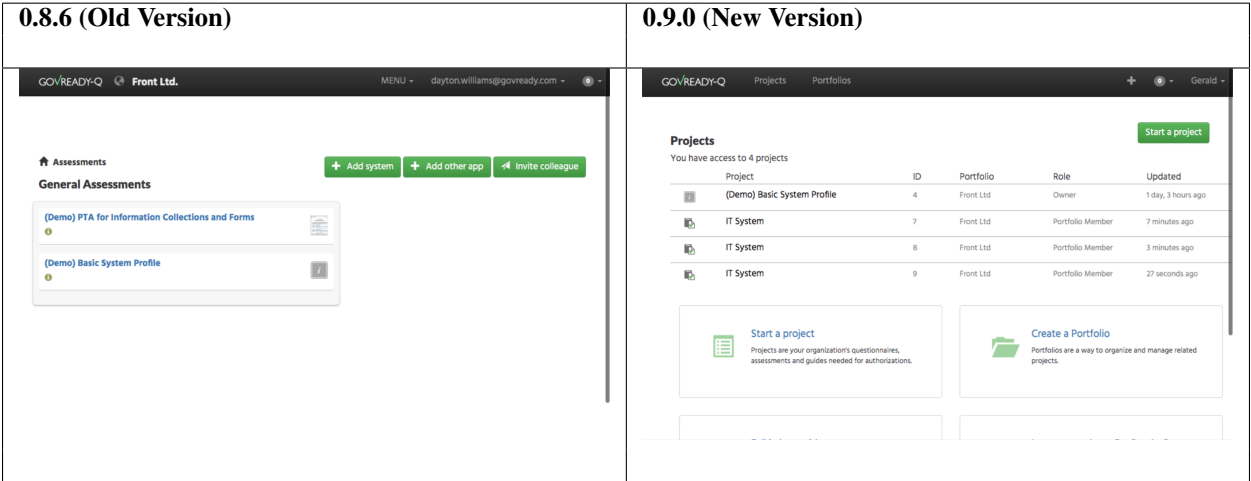 0.8.6 (Old Version)
GOVREADY-Q Front Ltd. MENU dayton.williams@govready.com 0
Assessments
+ Add system + Add other app Invite colleague
General Assessments
(Demo) PTA for Information Collections and Forms
(Demo) Basic System Profile
0.9.0 (New Version)
GOVREADY-Q Projects Portfolios + 0 Gerald
Start a project
Projects
You have access to 4 projects
Project ID Portfolio Role Updated
(Demo) Basic System Profile 4 Front Ltd Owner 1 day, 3 hours ago
IT System 7 Front Ltd Portfolio Member 7 minutes ago
IT System 8 Front Ltd Portfolio Member 3 minutes ago
IT System 9 Front Ltd Portfolio Member 27 seconds ago
Start a project
Projects are your organization's questionnaires,
assessments and guides needed for authorizations.
Create a Portfolio
Portfolios are a way to organize and manage related
projects.